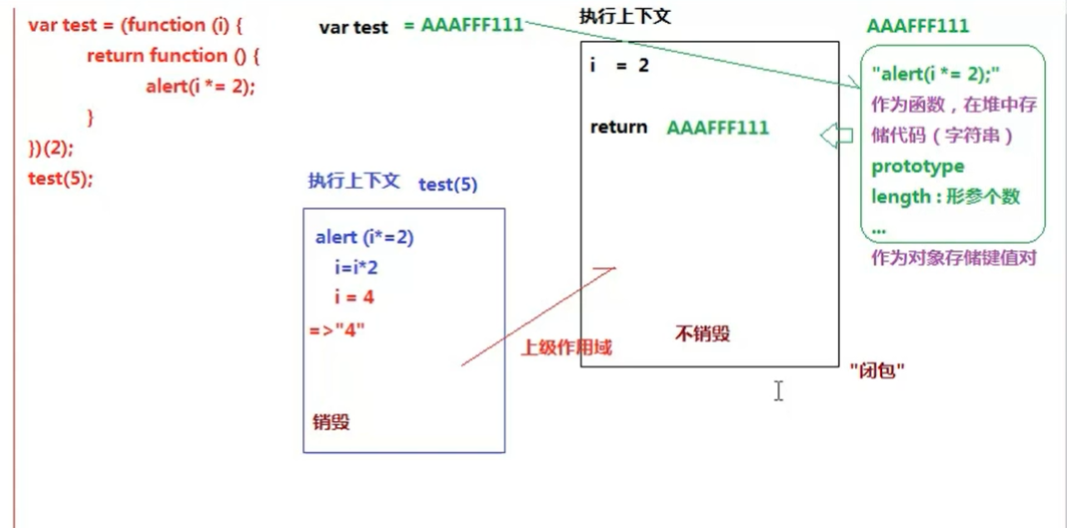 var test = (function (i) {
return function () {
alert(i *= 2);
}
})(2);
test(5);
var test = AAAFFF111
执行上下文
i = 2
return AAAFFF111
不销毁
"闭包"
AAAFFF111
"alert(i *= 2);"
作为函数，在堆中存
储代码（字符串）
prototype
length : 形参个数
...
作为对象存储键值对
执行上下文 test(5)
alert (i*=2)
i=i*2
i = 4
=>"4"
销毁
上级作用域